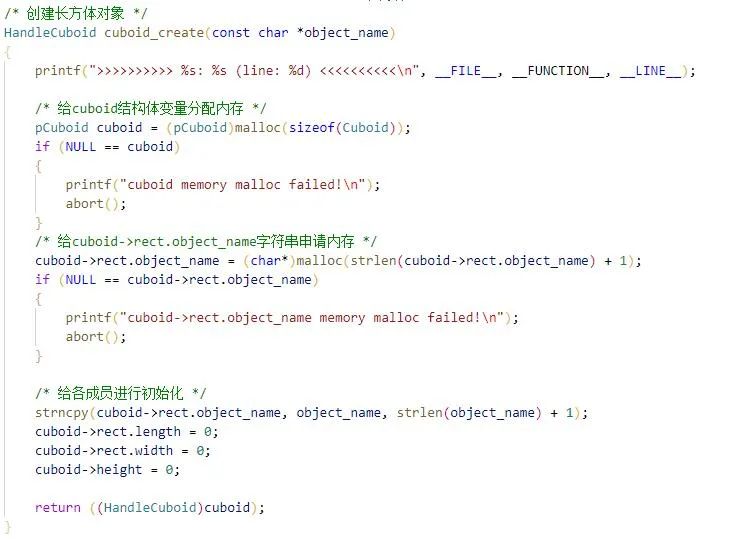 /* 创建长方体对象 */
HandleCuboid cuboid_create(const char *object_name)
{
    printf(">>>>>>>>>> %s: %s (line: %d) <<<<<<<<<<\n", __FILE__, __FUNCTION__, __LINE__);

    /* 给cuboid结构体变量分配内存 */
    pCuboid cuboid = (pCuboid)malloc(sizeof(Cuboid));
    if (NULL == cuboid)
    {
        printf("cuboid memory malloc failed!\n");
        abort();
    }
    /* 给cuboid->rect.object_name字符串申请内存 */
    cuboid->rect.object_name = (char*)malloc(strlen(cuboid->rect.object_name) + 1);
    if (NULL == cuboid->rect.object_name)
    {
        printf("cuboid->rect.object_name memory malloc failed!\n");
        abort();
    }

    /* 给各成员进行初始化 */
    strncpy(cuboid->rect.object_name, object_name, strlen(object_name) + 1);
    cuboid->rect.length = 0;
    cuboid->rect.width = 0;
    cuboid->height = 0;

    return ((HandleCuboid)cuboid);
}